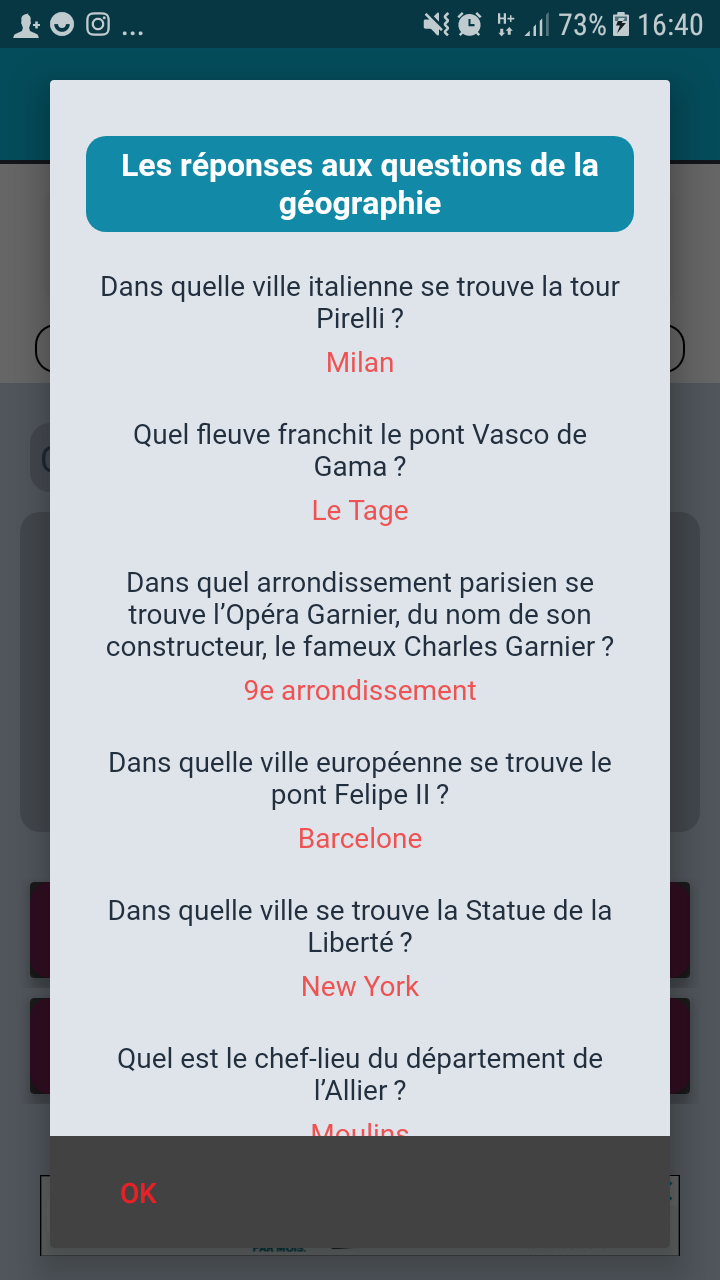 ... H+ 73% 16:40
Les réponses aux questions de la
géographie
Dans quelle ville italienne se trouve la tour
Pirelli ?
Milan
Quel fleuve franchit le pont Vasco de
Gama ?
Le Tage
Dans quel arrondissement parisien se
trouve l’Opéra Garnier, du nom de son
constructeur, le fameux Charles Garnier ?
9e arrondissement
Dans quelle ville européenne se trouve le
pont Felipe II ?
Barcelone
Dans quelle ville se trouve la Statue de la
Liberté ?
New York
Quel est le chef-lieu du département de
l’Allier ?
Moulins
OK
PAR MOIS.